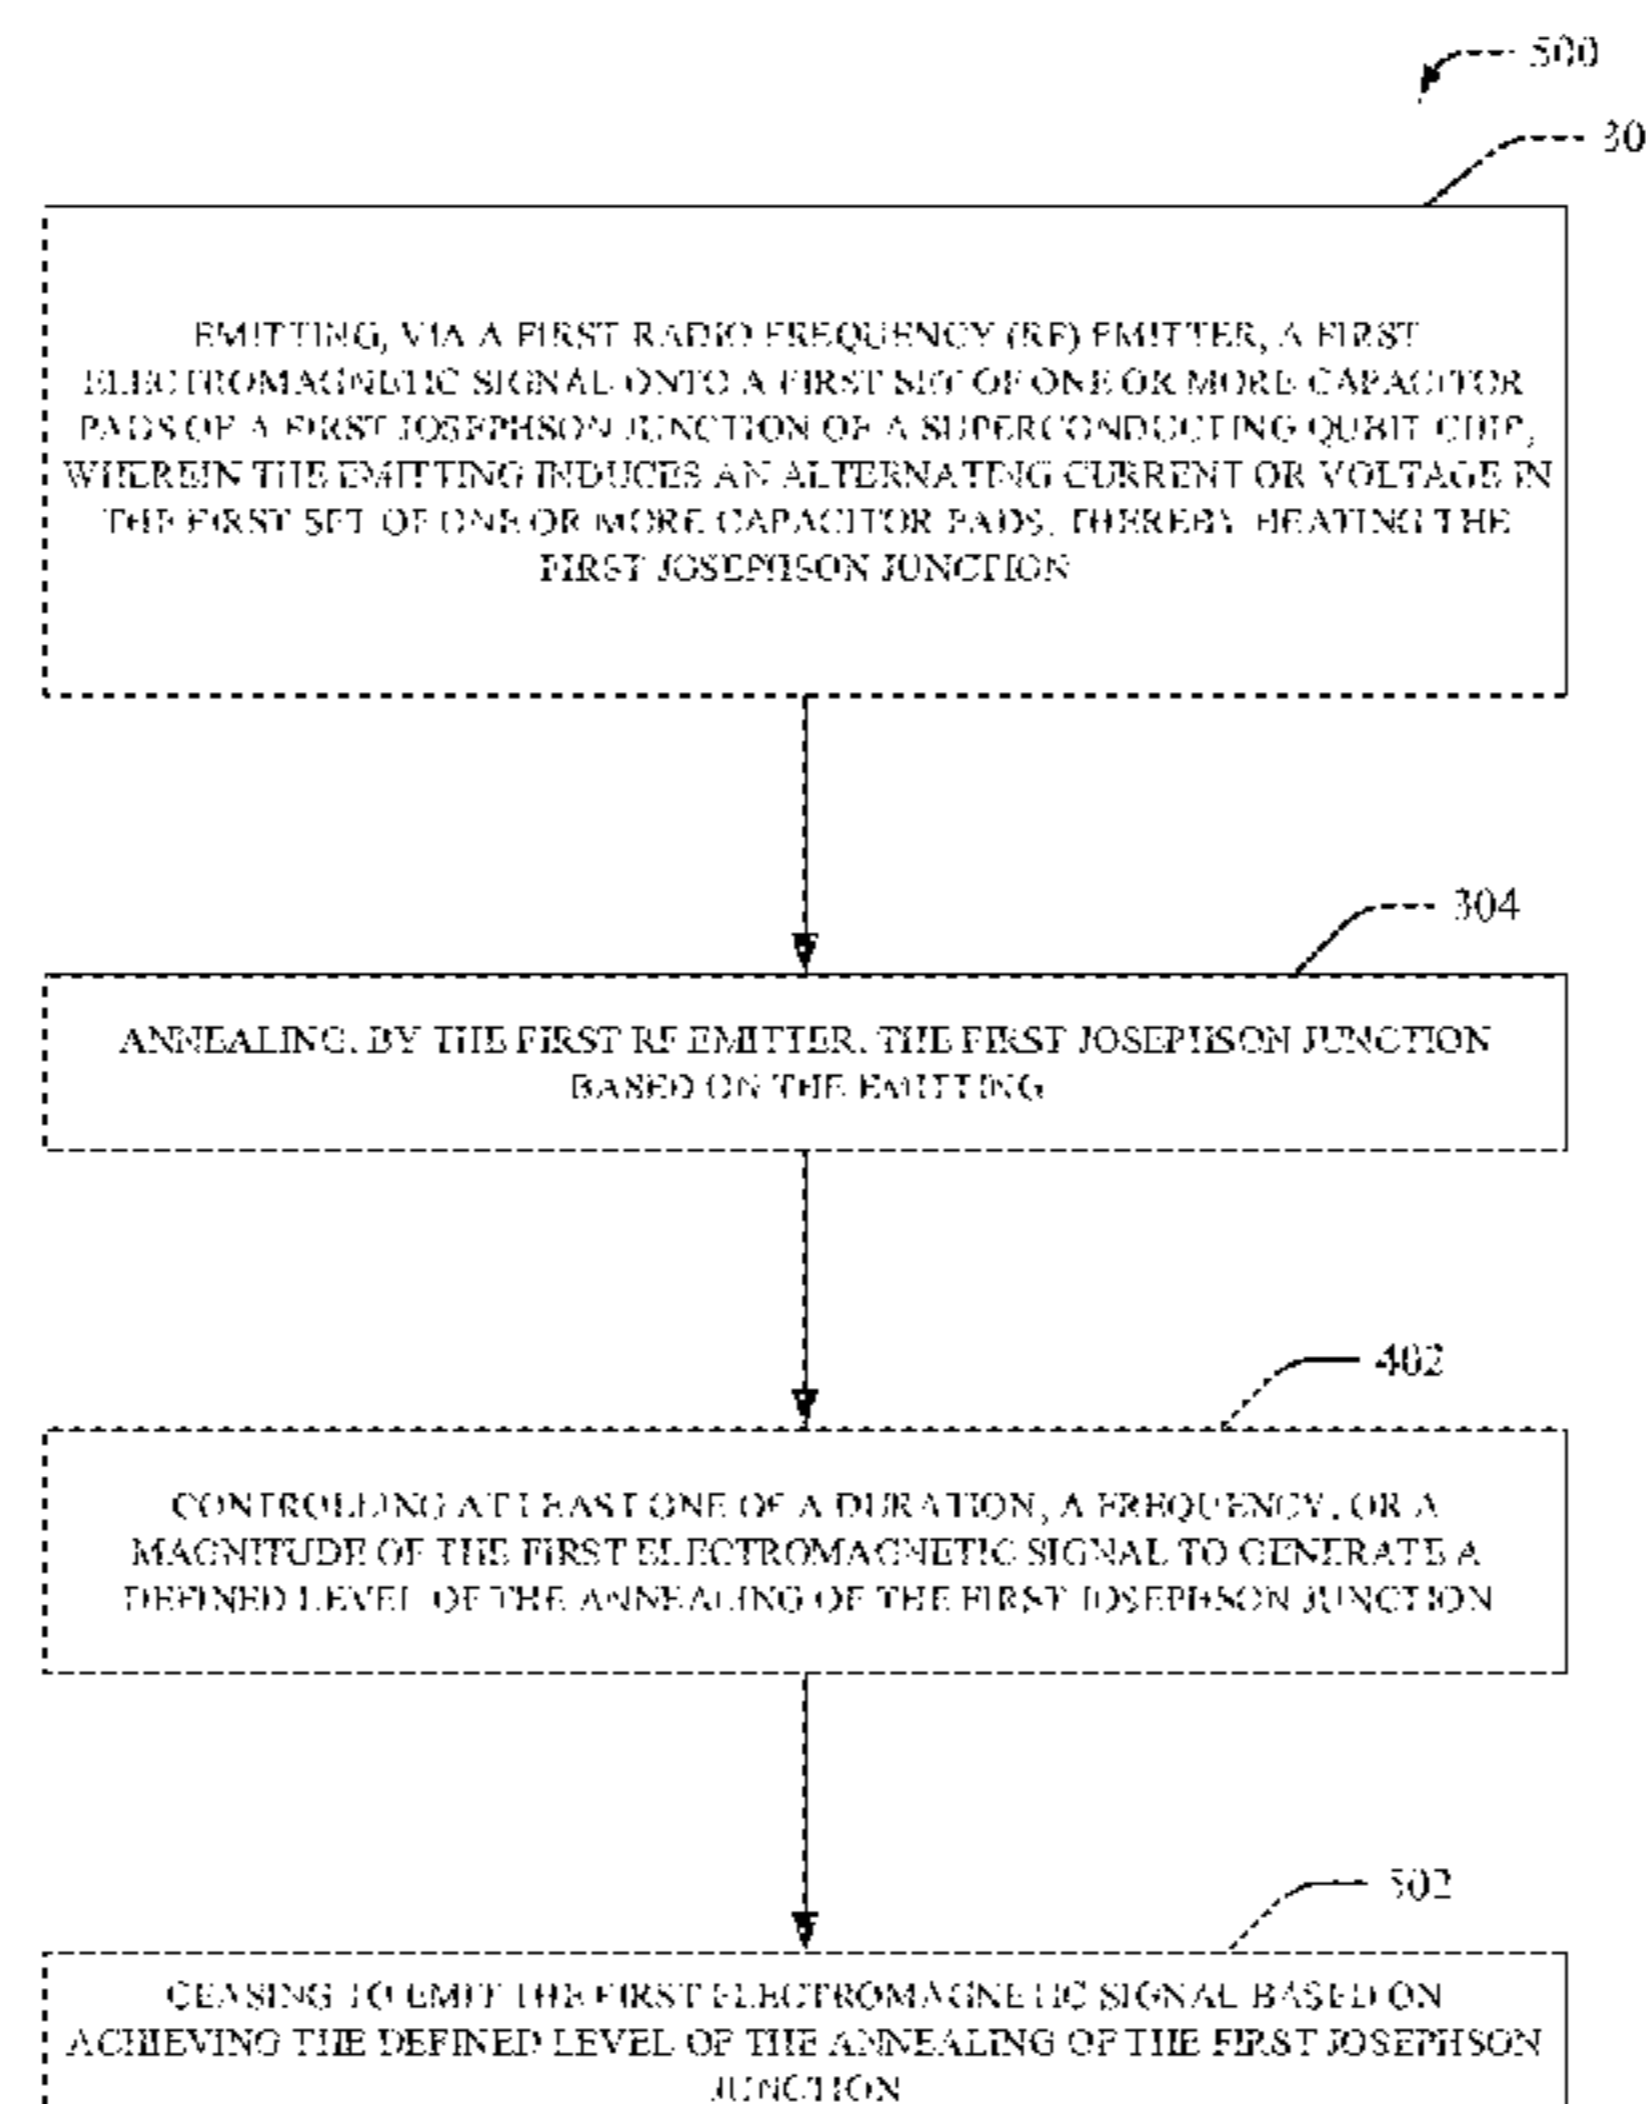 500
30
EMITTING, VIA A FIRST RADIO FREQUENCY (RF) EMITTER, A FIRST
ELECTROMAGNETIC SIGNAL ONTO A FIRST SET OF ONE OR MORE CAPACITOR
PADS OF A FIRST JOSEPHSON JUNCTION OF A SUPERCONDUCTING QUBIT CHIP,
WHEREIN THE EMITTING INDUCES AN ALTERNATING CURRENT OR VOLTAGE IN
THE FIRST SET OF ONE OR MORE CAPACITOR PADS, THEREBY HEATING THE
FIRST JOSEPHSON JUNCTION
304
ANNEALING, BY THE FIRST RF EMITTER, THE FIRST JOSEPHSON JUNCTION
BASED ON THE EMITTING
402
CONTROLLING AT LEAST ONE OF A DURATION, A FREQUENCY, OR A
MAGNITUDE OF THE FIRST ELECTROMAGNETIC SIGNAL TO GENERATE A
DEFINED LEVEL OF THE ANNEALING OF THE FIRST JOSEPHSON JUNCTION
502
CEASING TO EMIT THE FIRST ELECTROMAGNETIC SIGNAL BASED ON
ACHIEVING THE DEFINED LEVEL OF THE ANNEALING OF THE FIRST JOSEPHSON
JUNCTION